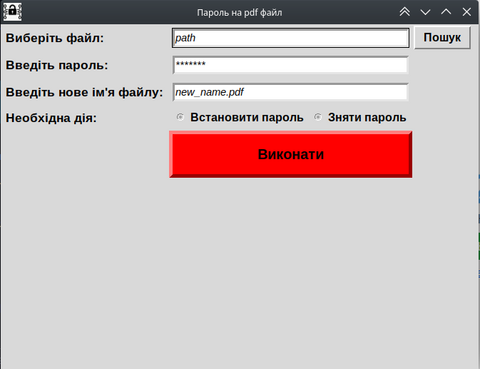 Пароль на pdf файл
Виберіть файл: path Пошук
Введіть пароль: *******
Введіть нове ім'я файлу: new_name.pdf
Необхідна дія: Встановити пароль Зняти пароль
Виконати